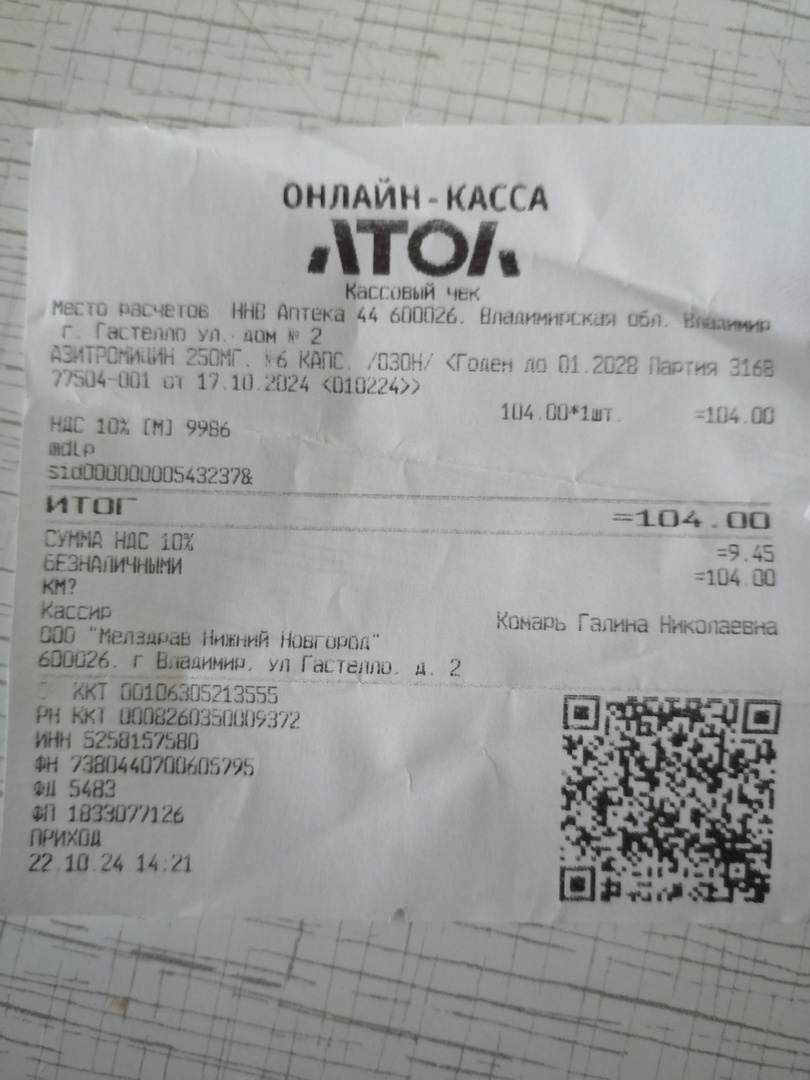 ОНЛАЙН-КАССА
АТОЛ
Кассовый чек
Место расчетов ННВ Аптека 44 600026. Владимирская обл. Владимир
г. Гастелло ул. дом № 2
АЗИТРОМИЦИН 250МГ. №6 КАПС. /ОЗОН/ <Годен до 01.2028 Партия 3168
77504-001 от 17.10.2024 <010224>>
104.00*1шт. =104.00
НДС 10% [М] 9986
mdlp
sid00000000543237&
ИТОГ =104.00
СУММА НДС 10% =9.45
БЕЗНАЛИЧНЫМИ =104.00
КМ?
Кассир Комарь Галина Николаевна
ООО "Мелздрав Нижний Новгород"
600026. г Владимир. ул Гастелло. д. 2
ККТ 00106305213555
РН ККТ 0008260350009372
ИНН 5258157580
ФН 7380440700605795
ФД 5483
ФП 1833077126
ПРИХОД
22.10.24 14:21